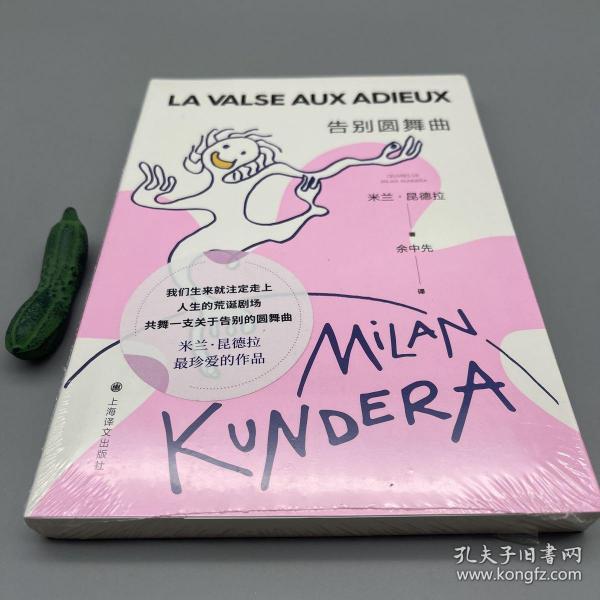 LA VALSE AUX ADIEUX
告别圆舞曲
ŒUVRES DE
MILAN KUNDERA
米兰·昆德拉
著
余中先
译
我们生来就注定走上
人生的荒诞剧场
共舞一支关于告别的圆舞曲
米兰·昆德拉
最珍爱的作品
MiLAN
KUNDERA
上海译文出版社
孔夫子旧书网
www.kongfz.com